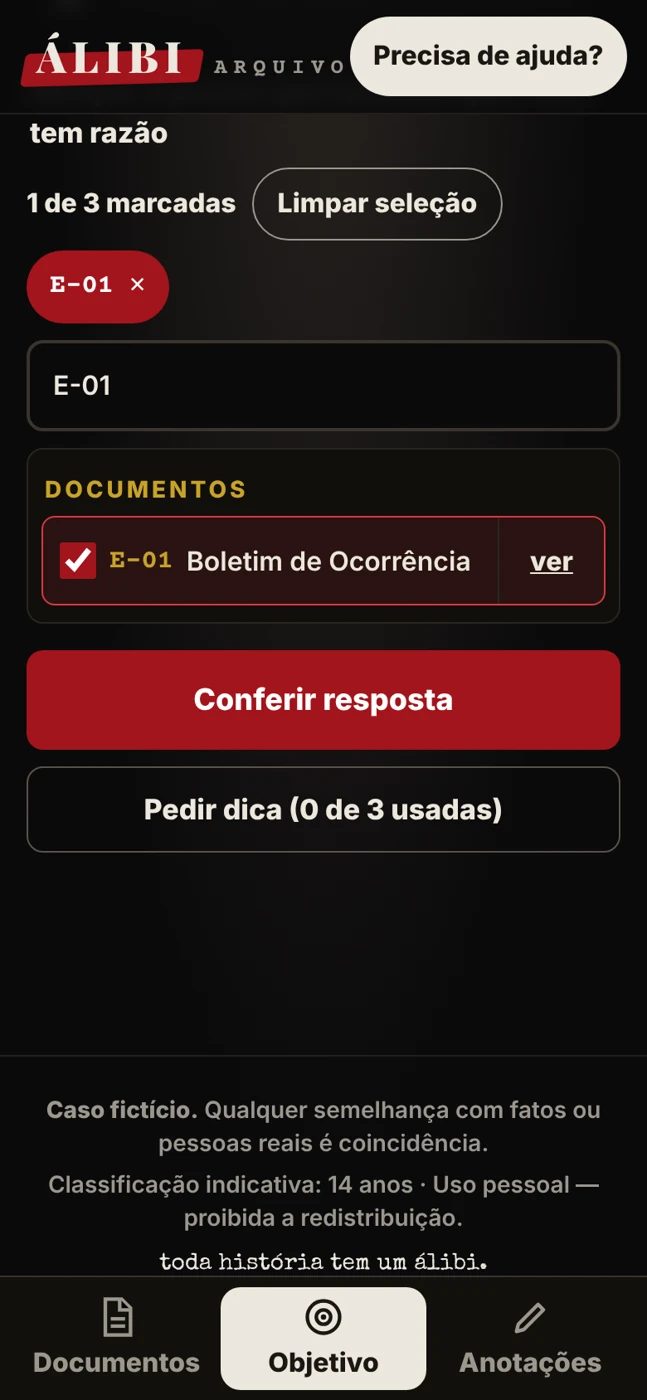 ÁLIBI ARQUIVO Precisa de ajuda?
tem razão
1 de 3 marcadas Limpar seleção
E-01 ×
E-01
DOCUMENTOS
E-01 Boletim de Ocorrência ver
Conferir resposta
Pedir dica (0 de 3 usadas)
Caso fictício. Qualquer semelhança com fatos ou
pessoas reais é coincidência.
Classificação indicativa: 14 anos · Uso pessoal —
proibida a redistribuição.
toda história tem um álibi.
Documentos Objetivo Anotações